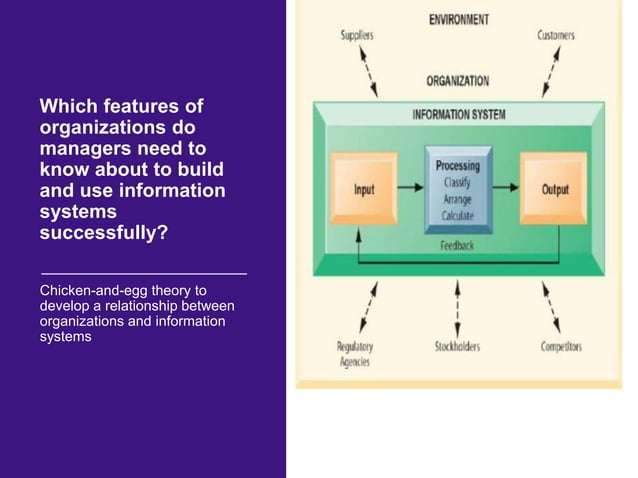 Which features of
organizations do
managers need to
know about to build
and use information
systems
successfully?
Chicken-and-egg theory to
develop a relationship between
organizations and information
systems
ENVIRONMENT
Suppliers
Customers
ORGANIZATION
INFORMATION SYSTEM
Input
Processing
Classify
Arrange
Calculate
Output
Feedback
Regulatory
Agencies
Stockholders
Competitors